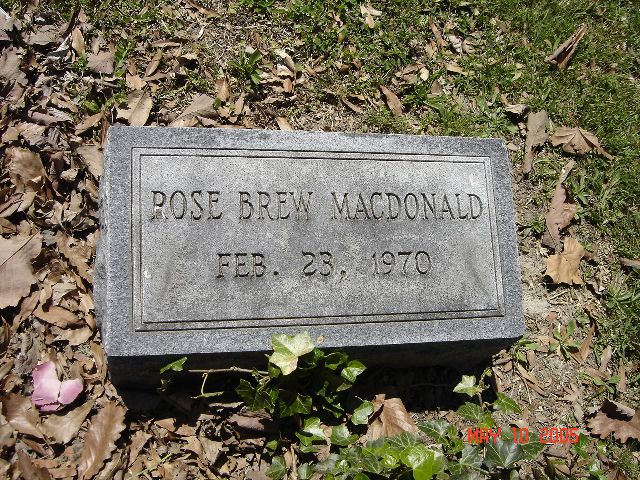 ROSE BREW MACDONALD
FEB. 23, 1970
MAY 10 2005